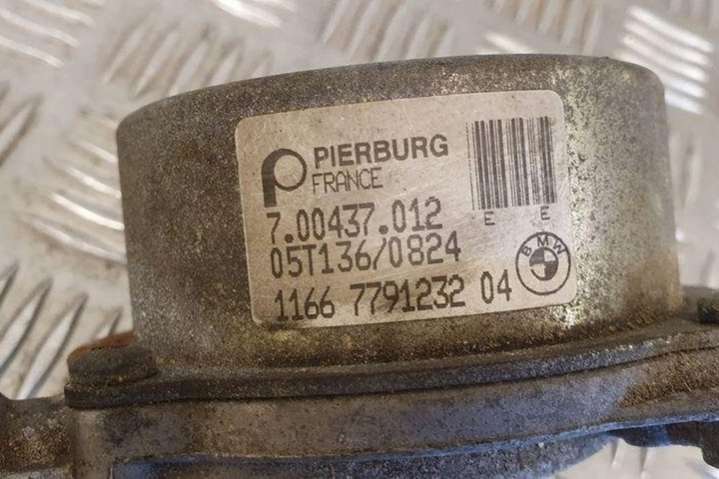 PIERBURG
FRANCE
7.00437.012
E E
05T136/0824
BMW
1166 7791232 04